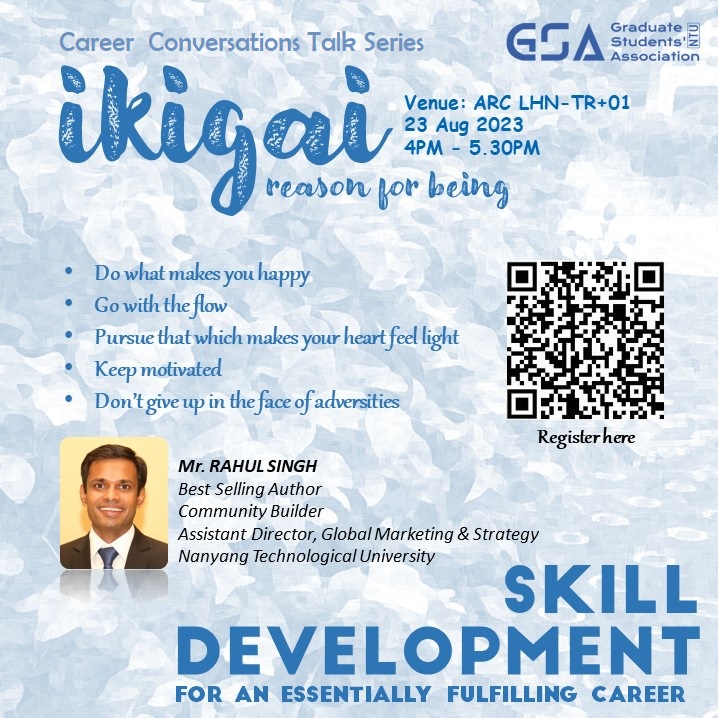 Career Conversations Talk Series
GSA Graduate Students' Association NTU
ikigai
reason for being
Venue: ARC LHN-TR+01
23 Aug 2023
4PM - 5.30PM
• Do what makes you happy
• Go with the flow
• Pursue that which makes your heart feel light
• Keep motivated
• Don't give up in the face of adversities
Register here
Mr. RAHUL SINGH
Best Selling Author
Community Builder
Assistant Director, Global Marketing & Strategy
Nanyang Technological University
SKILL
DEVELOPMENT
FOR AN ESSENTIALLY FULFILLING CAREER